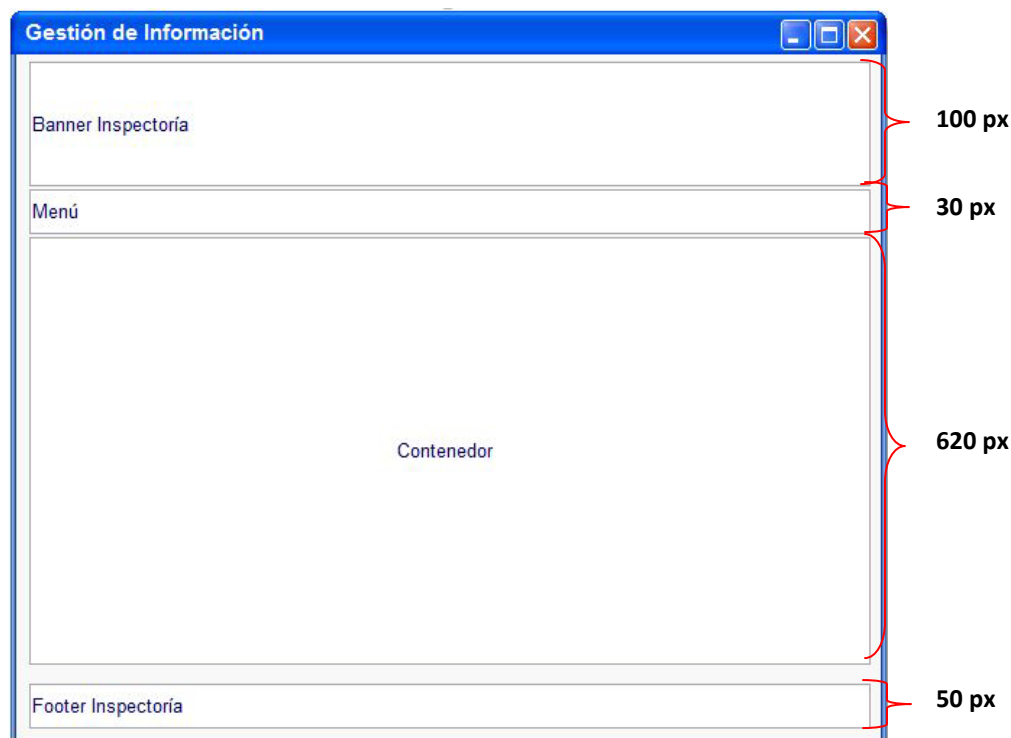 Gestión de Información
Banner Inspectoría
100 px
Menú
30 px
Contenedor
620 px
Footer Inspectoría
50 px